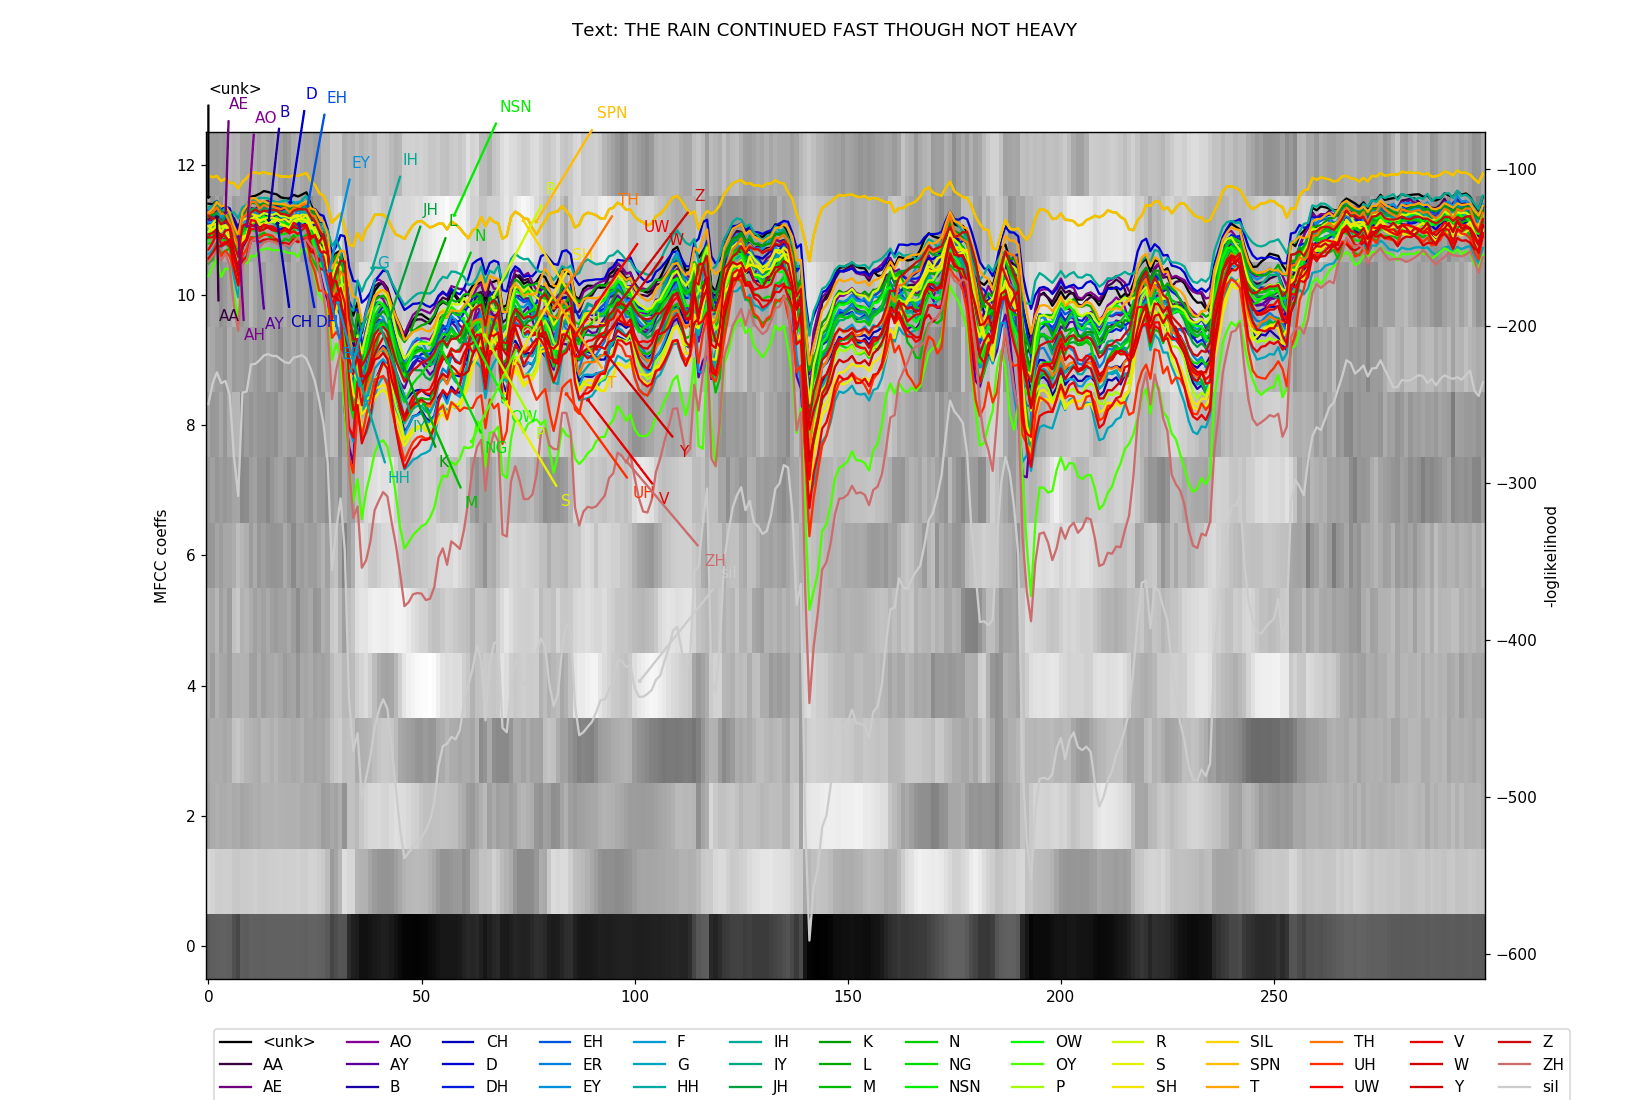 Text: THE RAIN CONTINUED FAST THOUGH NOT HEAVY
<unk>
AE
AO
B
D
EH
NSN
SPN
EY
IH
JH
L
N
TH
Z
UW
W
G
AA
AH
AY
CH
DH
IY
K
HH
M
NG
OW
S
UH
V
Y
ZH
sil
T
12
10
8
6
4
2
0
MFCC coeffs
−100
−200
−300
−400
−500
−600
-loglikelihood
0 50 100 150 200 250
<unk> AO CH EH F IH K N OW R SIL TH V Z
AA AY D ER G IY L NG OY S SPN UH W ZH
AE B DH EY HH JH M NSN P SH T UW Y sil